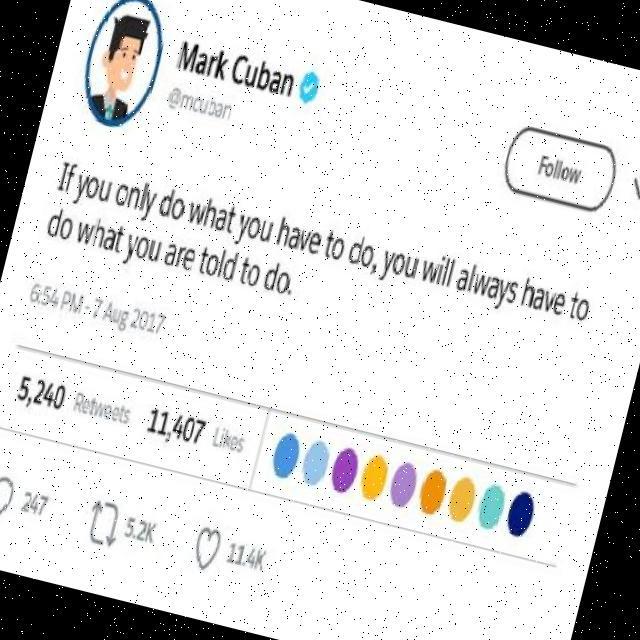 Mark Cuban
@mcuban
Follow
If you only do what you have to do, you will always have to
do what you are told to do.
6:54 PM - 7 Aug 2017
5,240 Retweets 11,407 Likes
247 5.2K 11.4K